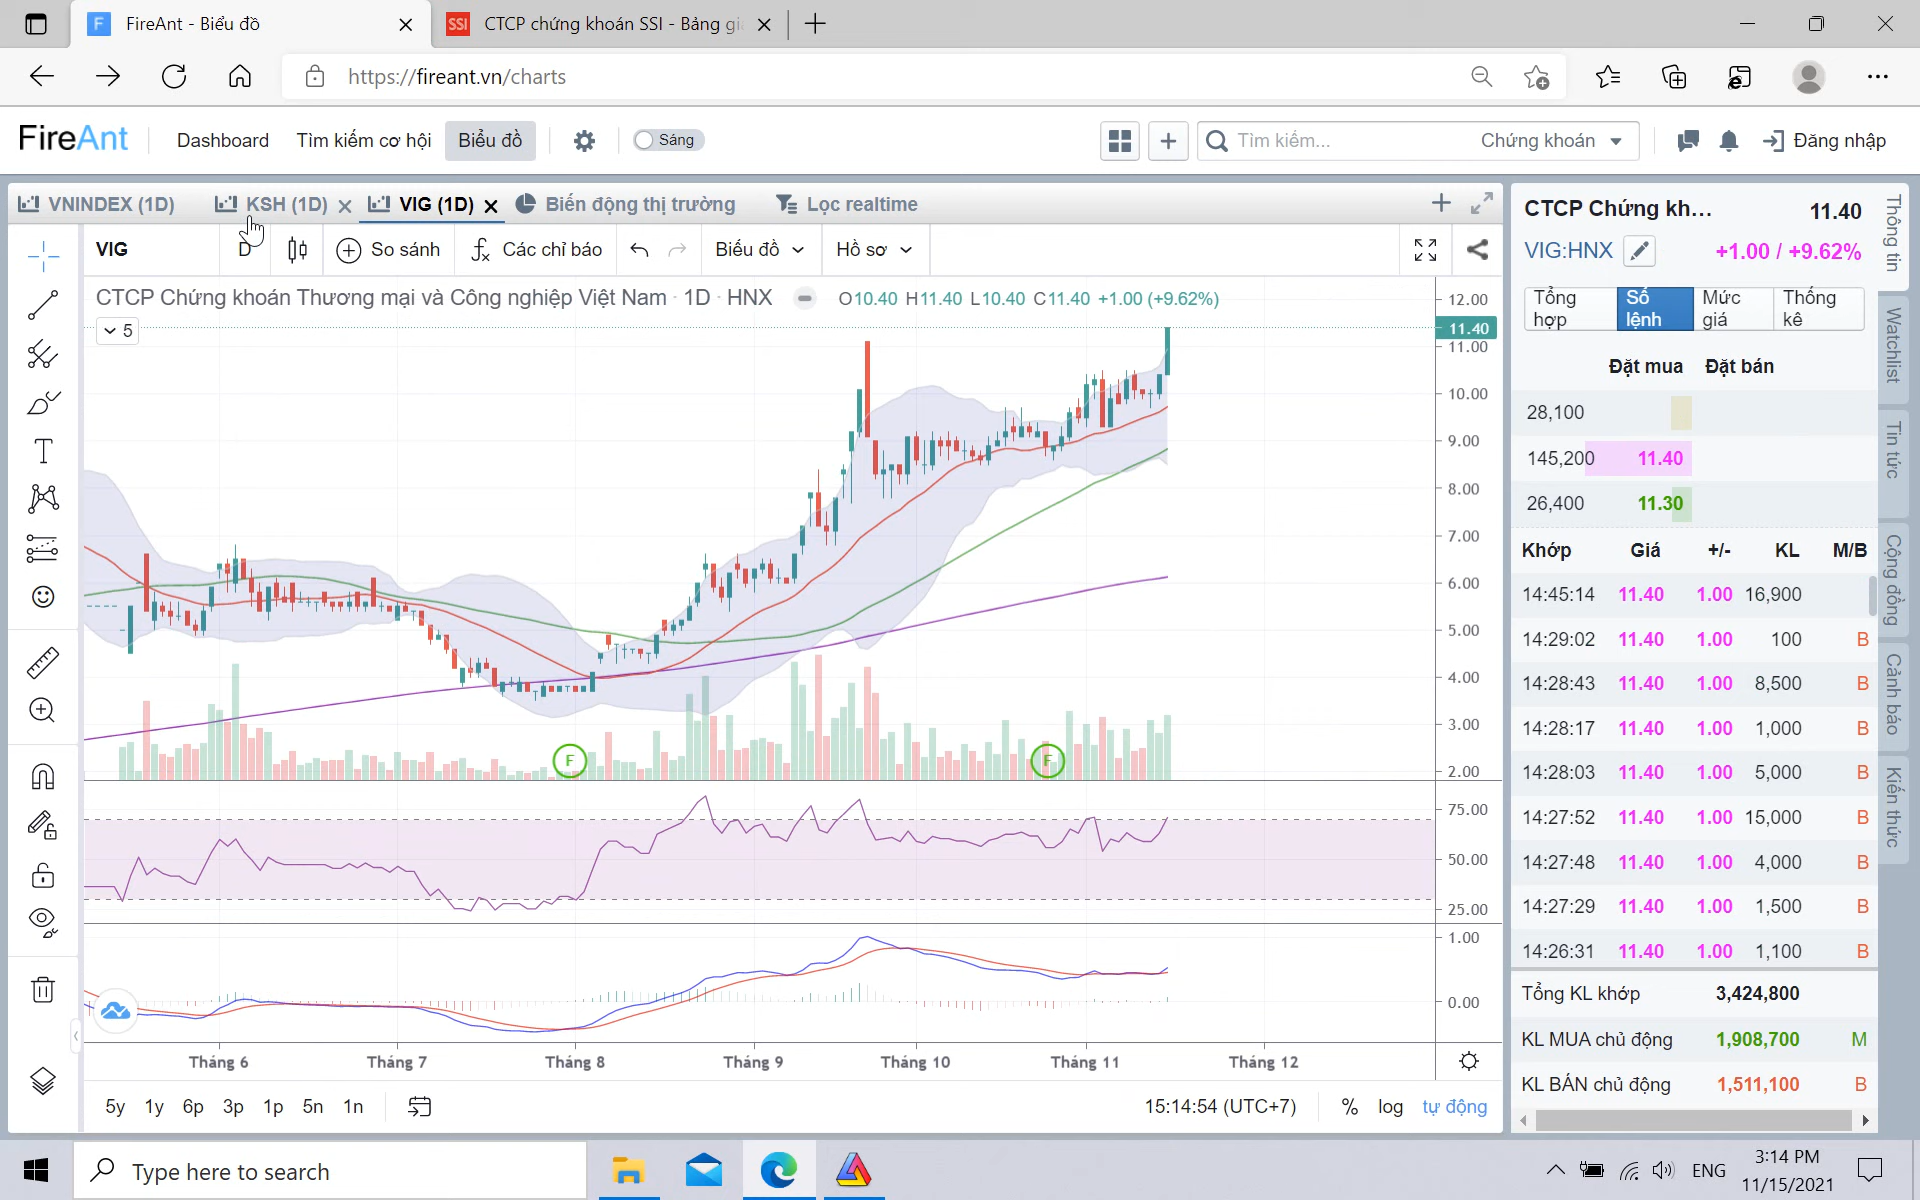 FireAnt - Biểu đồ
SSI CTCP chứng khoán SSI - Bảng gi
https://fireant.vn/charts
FireAnt Dashboard Tìm kiếm cơ hội Biểu đồ Sáng Tìm kiếm... Chứng khoán Đăng nhập
VNINDEX (1D) KSH (1D) VIG (1D) Biến động thị trường Lọc realtime
VIG D So sánh Các chỉ báo Biểu đồ Hồ sơ
CTCP Chứng khoán Thương mại và Công nghiệp Việt Nam · 1D · HNX O10.40 H11.40 L10.40 C11.40 +1.00 (+9.62%)
5
12.00
11.40
11.00
10.00
9.00
8.00
7.00
6.00
5.00
4.00
3.00
2.00
F F
75.00
50.00
25.00
1.00
0.00
Tháng 6 Tháng 7 Tháng 8 Tháng 9 Tháng 10 Tháng 11 Tháng 12
5y 1y 6p 3p 1p 5n 1n 15:14:54 (UTC+7) % log tự động
CTCP Chứng kh... 11.40
VIG:HNX +1.00 / +9.62%
Tổng hợp Sổ lệnh Mức giá Thống kê
Đặt mua Đặt bán
28,100
145,200 11.40
26,400 11.30
Khớp Giá +/- KL M/B
14:45:14 11.40 1.00 16,900
14:29:02 11.40 1.00 100 B
14:28:43 11.40 1.00 8,500 B
14:28:17 11.40 1.00 1,000 B
14:28:03 11.40 1.00 5,000 B
14:27:52 11.40 1.00 15,000 B
14:27:48 11.40 1.00 4,000 B
14:27:29 11.40 1.00 1,500 B
14:26:31 11.40 1.00 1,100 B
Tổng KL khớp 3,424,800
KL MUA chủ động 1,908,700 M
KL BÁN chủ động 1,511,100 B
Thông tin
Watchlist
Tin tức
Cộng đồng
Cảnh báo
Kiến thức
Type here to search
ENG
3:14 PM
11/15/2021